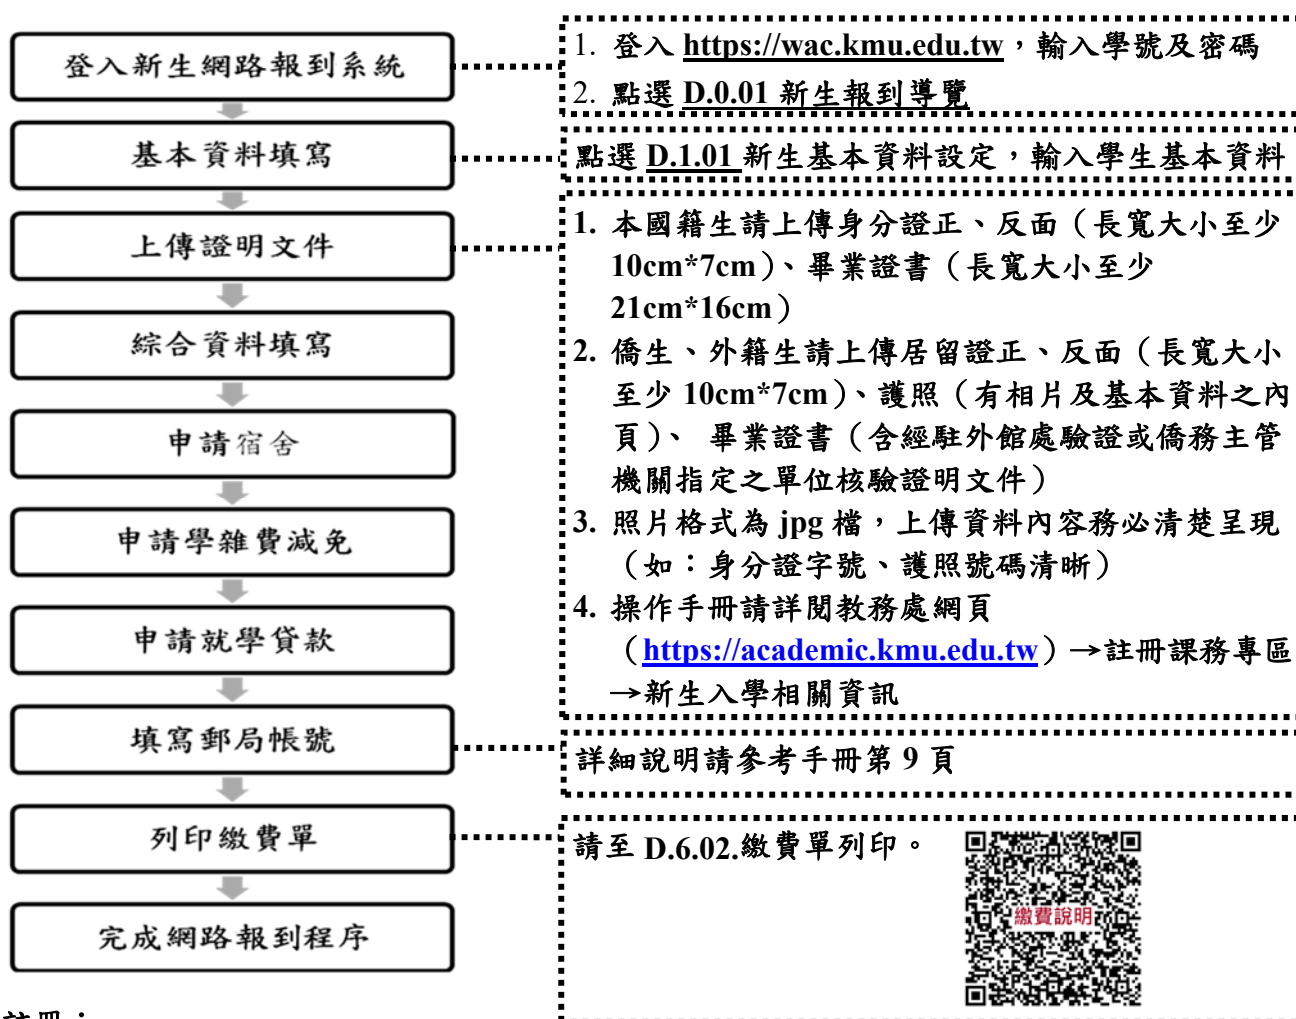 登入新生網路報到系統
1. 登入 https://wac.kmu.edu.tw，輸入學號及密碼
2. 點選 D.0.01 新生報到導覽
基本資料填寫
點選 D.1.01 新生基本資料設定，輸入學生基本資料
上傳證明文件
1. 本國籍生請上傳身分證正、反面（長寬大小至少
10cm*7cm）、畢業證書（長寬大小至少
21cm*16cm）
2. 僑生、外籍生請上傳居留證正、反面（長寬大小
至少 10cm*7cm）、護照（有相片及基本資料之內
頁）、 畢業證書（含經駐外館處驗證或僑務主管
機關指定之單位核驗證明文件）
3. 照片格式為 jpg 檔，上傳資料內容務必清楚呈現
（如：身分證字號、護照號碼清晰）
4. 操作手冊請詳閱教務處網頁
（https://academic.kmu.edu.tw）→註冊課務專區
→新生入學相關資訊
綜合資料填寫
申請宿舍
申請學雜費減免
申請就學貸款
填寫郵局帳號
詳細說明請參考手冊第 9 頁
列印繳費單
請至 D.6.02.繳費單列印。
繳費說明
完成網路報到程序